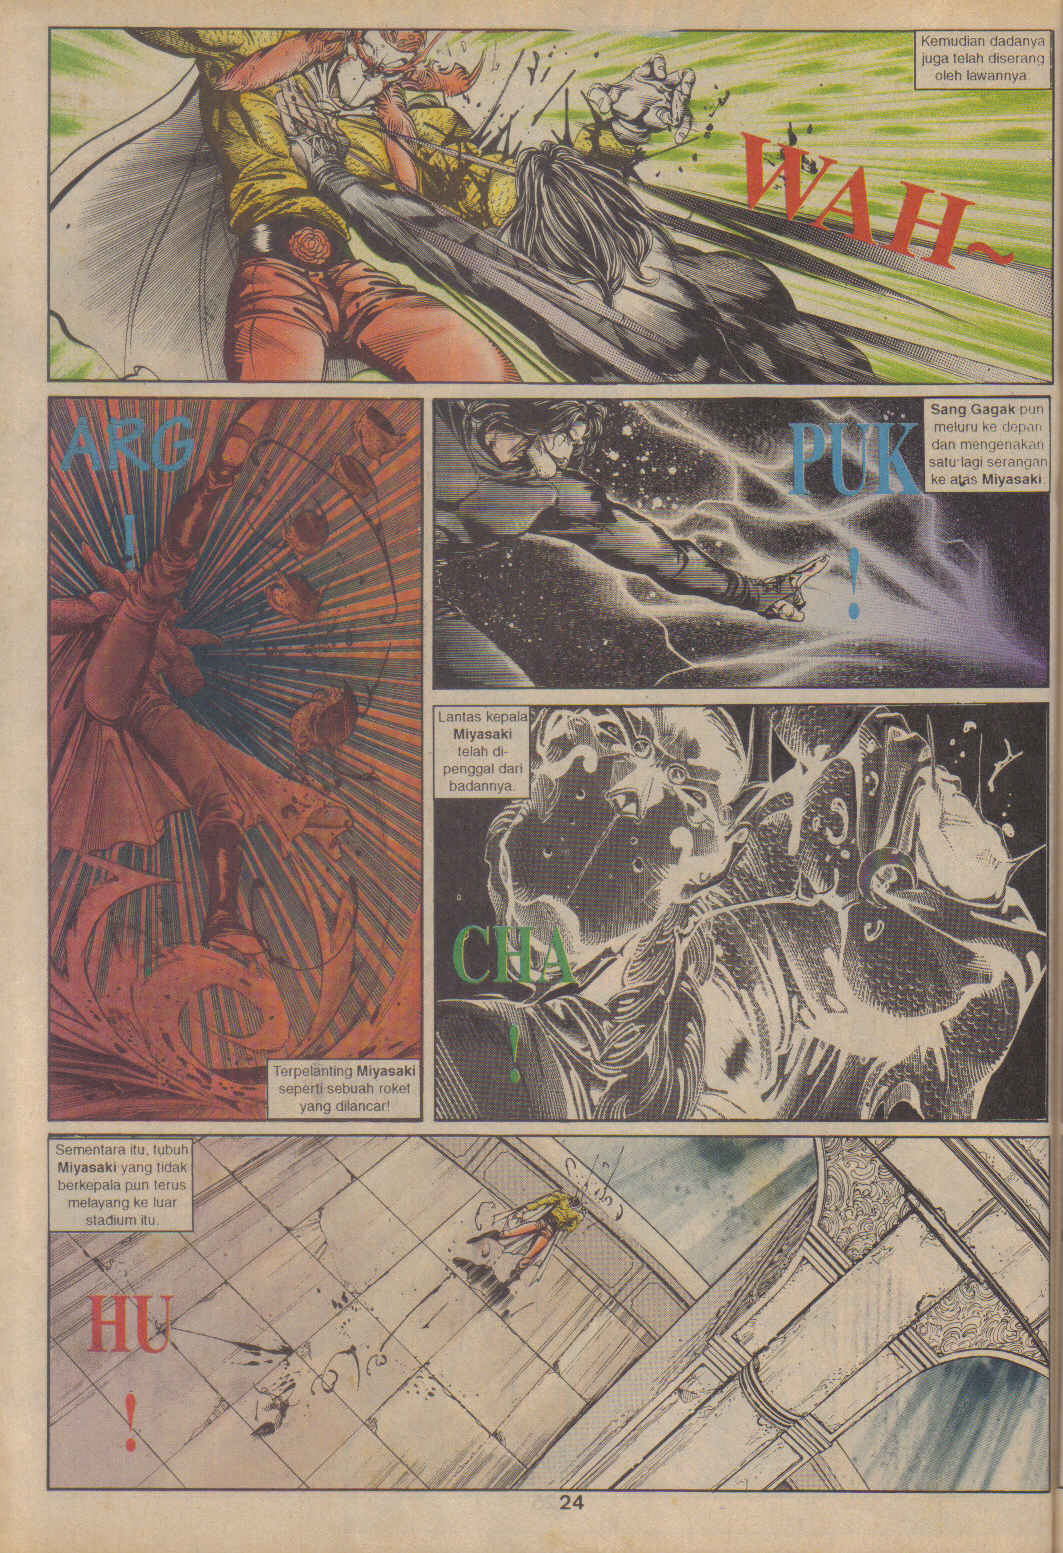 Kemudian dadanya
juga telah diserang
oleh lawannya.
WAH~
ARG
!
Terpelanting Miyasaki
seperti sebuah roket
yang dilancar!
Sang Gagak pun
meluru ke depan
dan mengenakan
satu lagi serangan
ke atas Miyasaki.
PUK
!
Lantas kepala
Miyasaki
telah di-
penggal dari
badannya.
CHA
!
Sementara itu, tubuh
Miyasaki yang tidak
berkepala pun terus
melayang ke luar
stadium itu.
HU
!
24